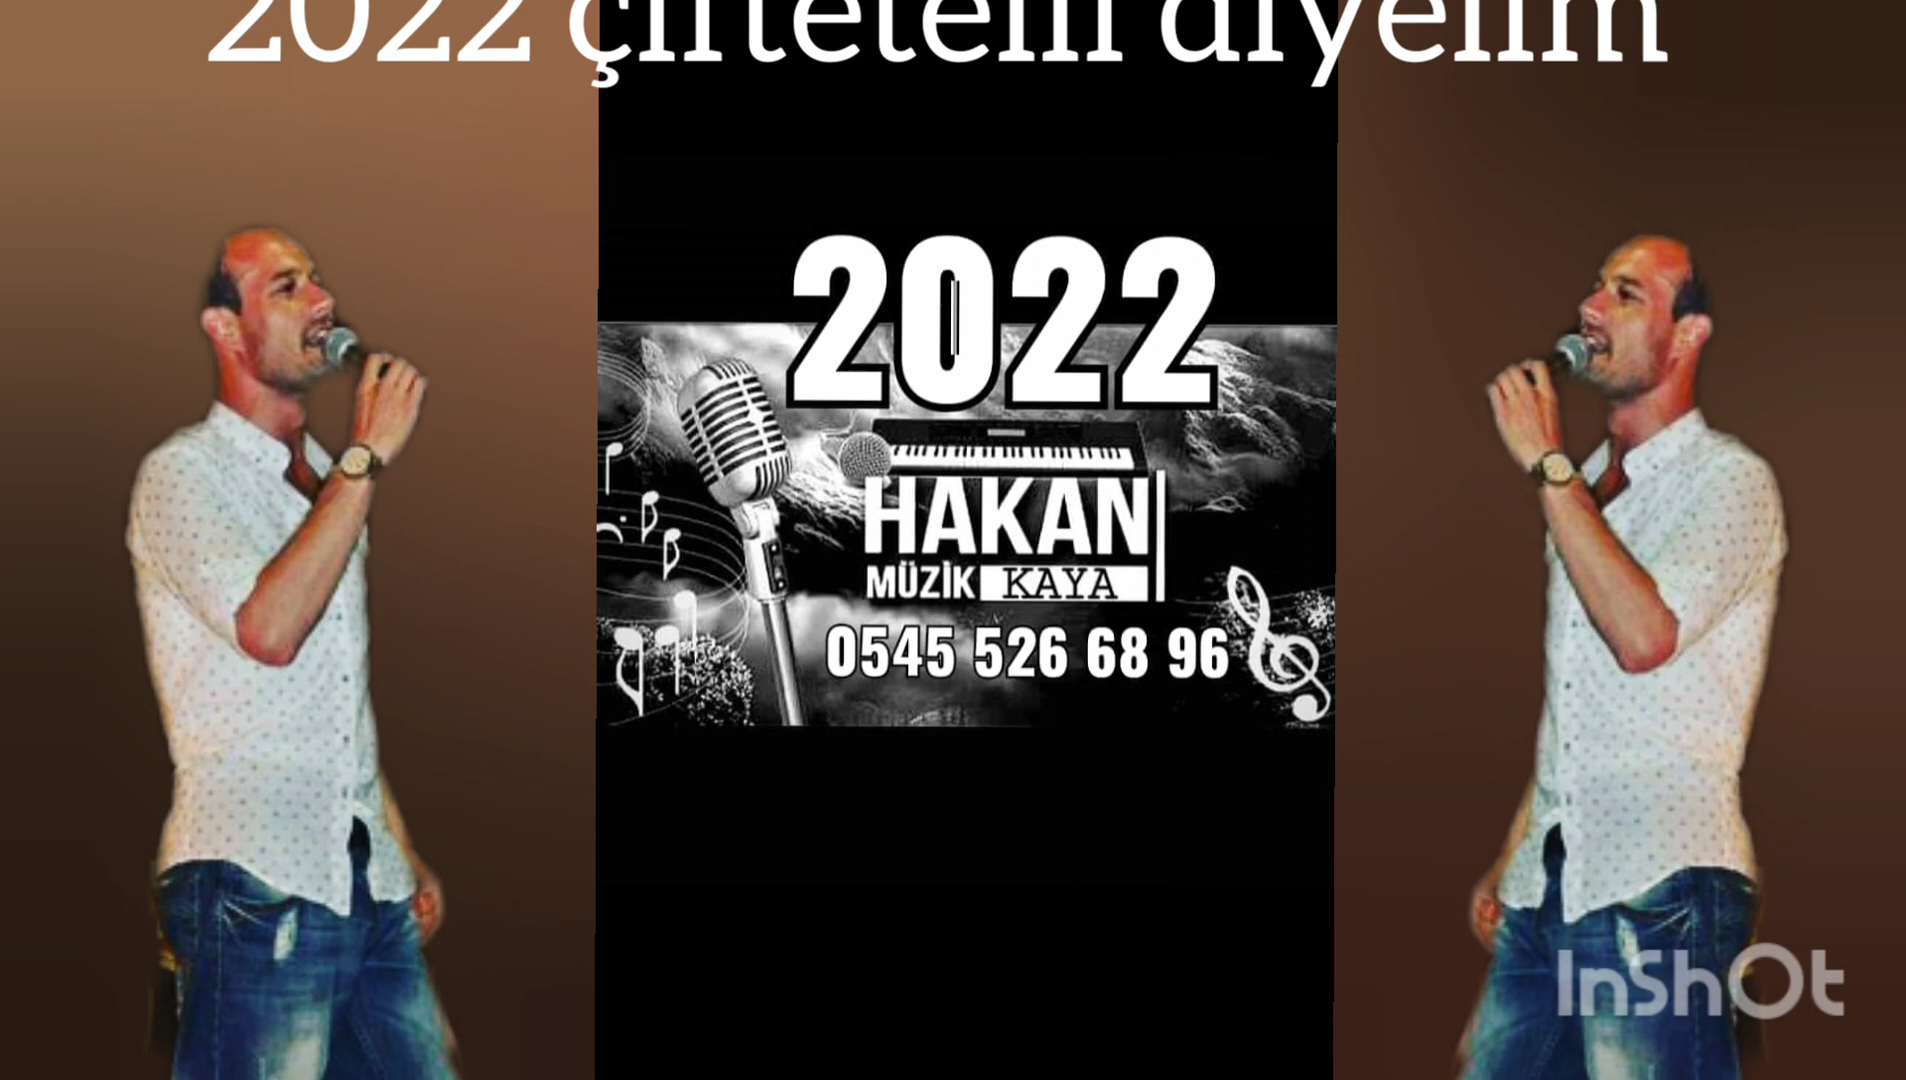 2022 çiftetelli diyelim
2022
HAKAN
MÜZİK KAYA
0545 526 68 96
InShOt